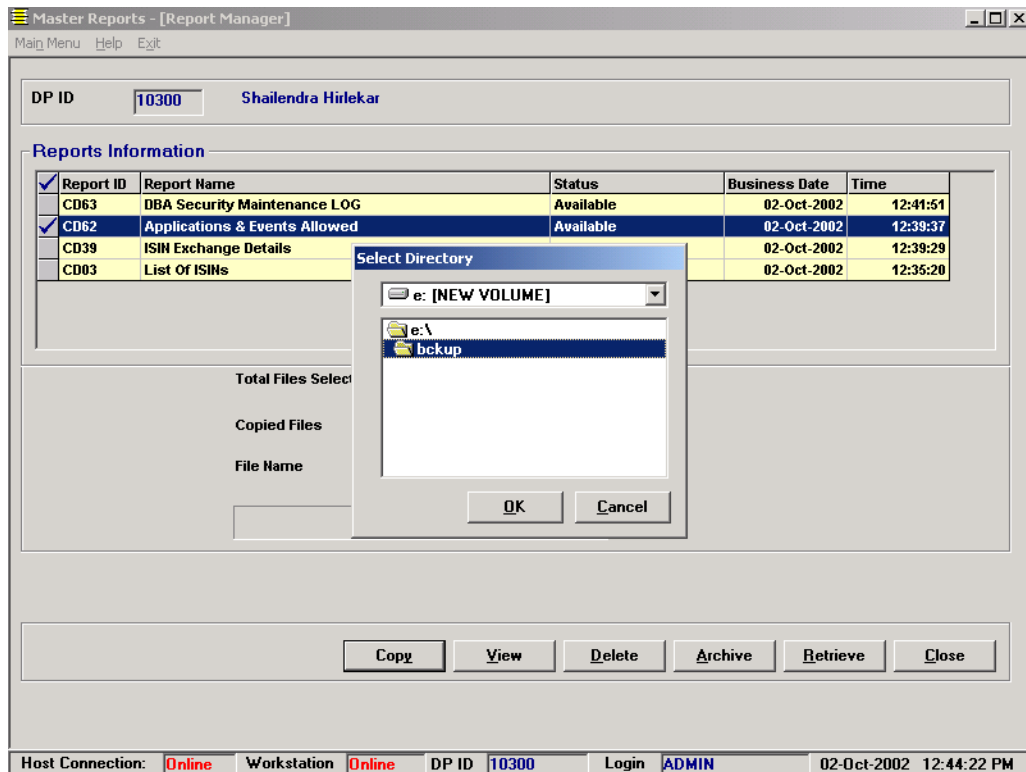 Master Reports - [Report Manager]
Main Menu Help Exit
DP ID 10300 Shailendra Hirlekar
Reports Information
Report ID Report Name Status Business Date Time
CD63 DBA Security Maintenance LOG Available 02-Oct-2002 12:41:51
CD62 Applications & Events Allowed Available 02-Oct-2002 12:39:37
CD39 ISIN Exchange Details 02-Oct-2002 12:39:29
CD03 List Of ISINs 02-Oct-2002 12:35:20
Select Directory
e: [NEW VOLUME]
e:\
bckup
Total Files Select
Copied Files
File Name
OK Cancel
Copy View Delete Archive Retrieve Close
Host Connection: Online Workstation Online DP ID 10300 Login ADMIN 02-Oct-2002 12:44:22 PM